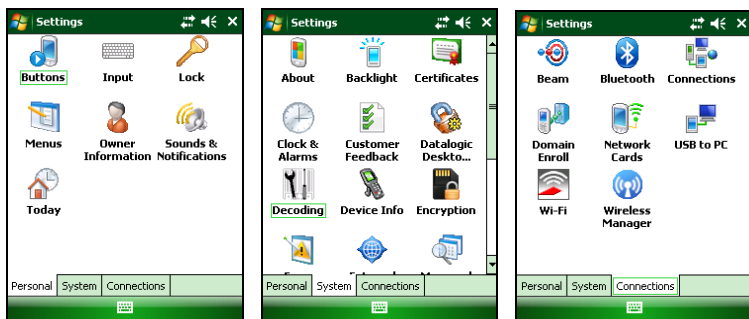 Settings
Buttons Input Lock
Menus Owner Information Sounds & Notifications
Today
Personal System Connections
Settings
About Backlight Certificates
Clock & Alarms Customer Feedback Datalogic Deskto...
Decoding Device Info Encryption
Personal System Connections
Settings
Beam Bluetooth Connections
Domain Enroll Network Cards USB to PC
Wi-Fi Wireless Manager
Personal System Connections